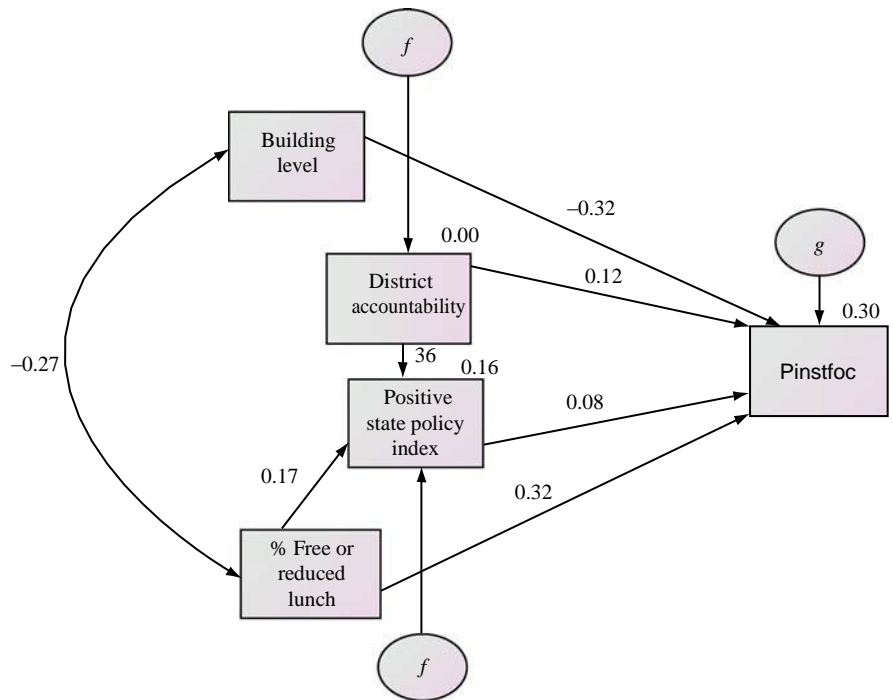 f
Building
level
−0.32
0.00
g
District
accountability
0.12
0.30
−0.27
36
0.16
Pinstfoc
Positive
state policy
index
0.08
0.17
0.32
% Free or
reduced
lunch
f